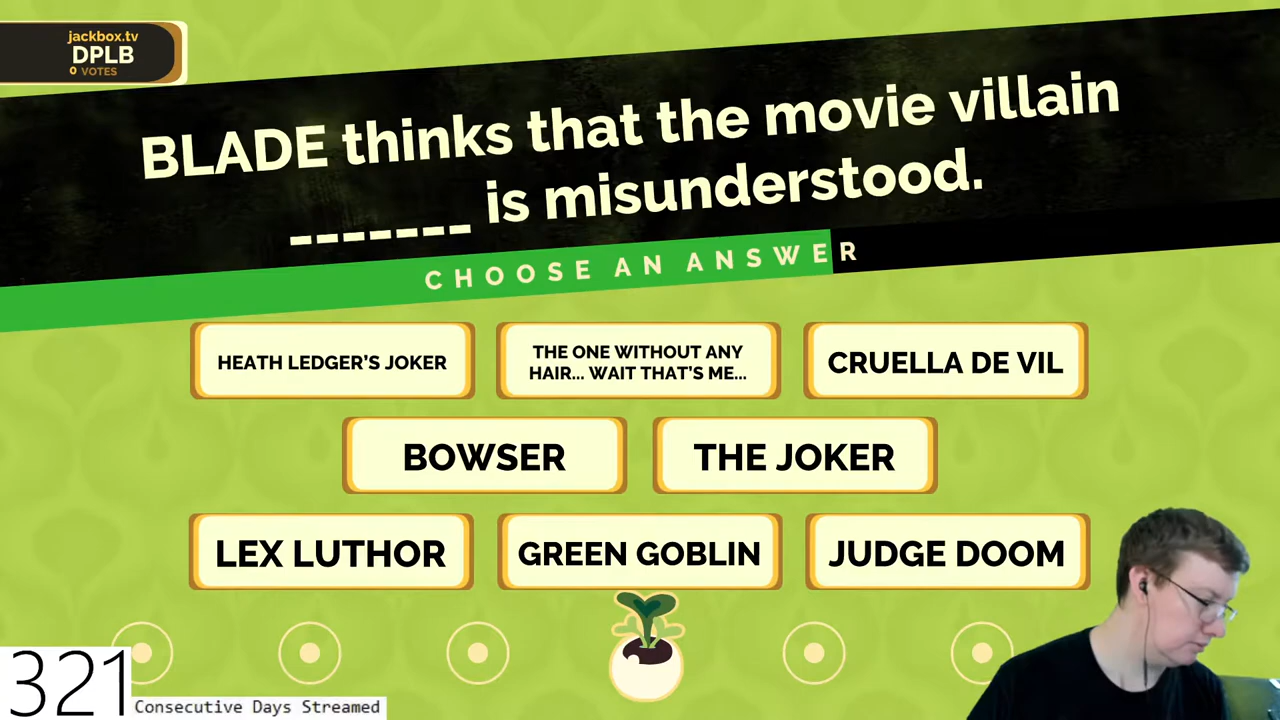 jackbox.tv
DPLB
0 VOTES
BLADE thinks that the movie villain
_______ is misunderstood.
CHOOSE AN ANSWER
HEATH LEDGER'S JOKER
THE ONE WITHOUT ANY
HAIR... WAIT THAT'S ME...
CRUELLA DE VIL
BOWSER
THE JOKER
LEX LUTHOR
GREEN GOBLIN
JUDGE DOOM
321
Consecutive Days Streamed